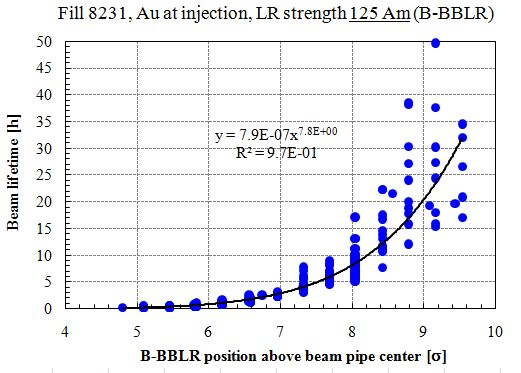 Fill 8231, Au at injection, LR strength 125 Am (B-BBLR)
50
45
40
35
30
25
20
15
10
5
0
Beam lifetime [h]
y = 7.9E-07x^7.8E+00
R² = 9.7E-01
4 5 6 7 8 9 10
B-BBLR position above beam pipe center [σ]